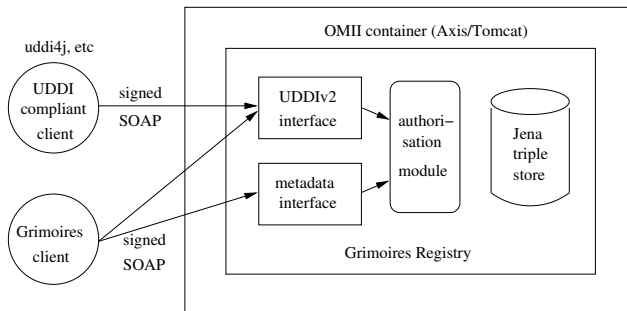 OMII container (Axis/Tomcat)
uddi4j, etc
UDDI
compliant
client
signed
SOAP
UDDIv2
interface
authori−
sation
module
Jena
triple
store
metadata
interface
Grimoires
client
signed
SOAP
Grimoires Registry